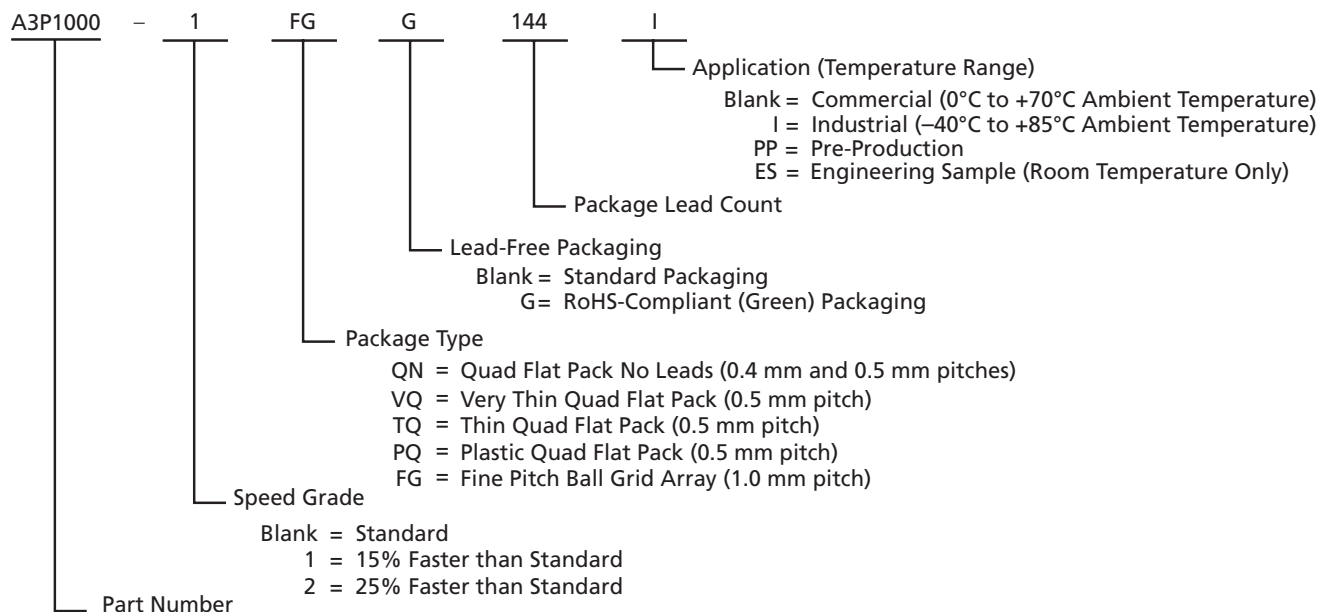 A3P1000 – 1 FG G 144 I
Application (Temperature Range)
Blank = Commercial (0°C to +70°C Ambient Temperature)
I = Industrial (–40°C to +85°C Ambient Temperature)
PP = Pre-Production
ES = Engineering Sample (Room Temperature Only)
Package Lead Count
Lead-Free Packaging
Blank = Standard Packaging
G= RoHS-Compliant (Green) Packaging
Package Type
QN = Quad Flat Pack No Leads (0.4 mm and 0.5 mm pitches)
VQ = Very Thin Quad Flat Pack (0.5 mm pitch)
TQ = Thin Quad Flat Pack (0.5 mm pitch)
PQ = Plastic Quad Flat Pack (0.5 mm pitch)
FG = Fine Pitch Ball Grid Array (1.0 mm pitch)
Speed Grade
Blank = Standard
1 = 15% Faster than Standard
2 = 25% Faster than Standard
Part Number